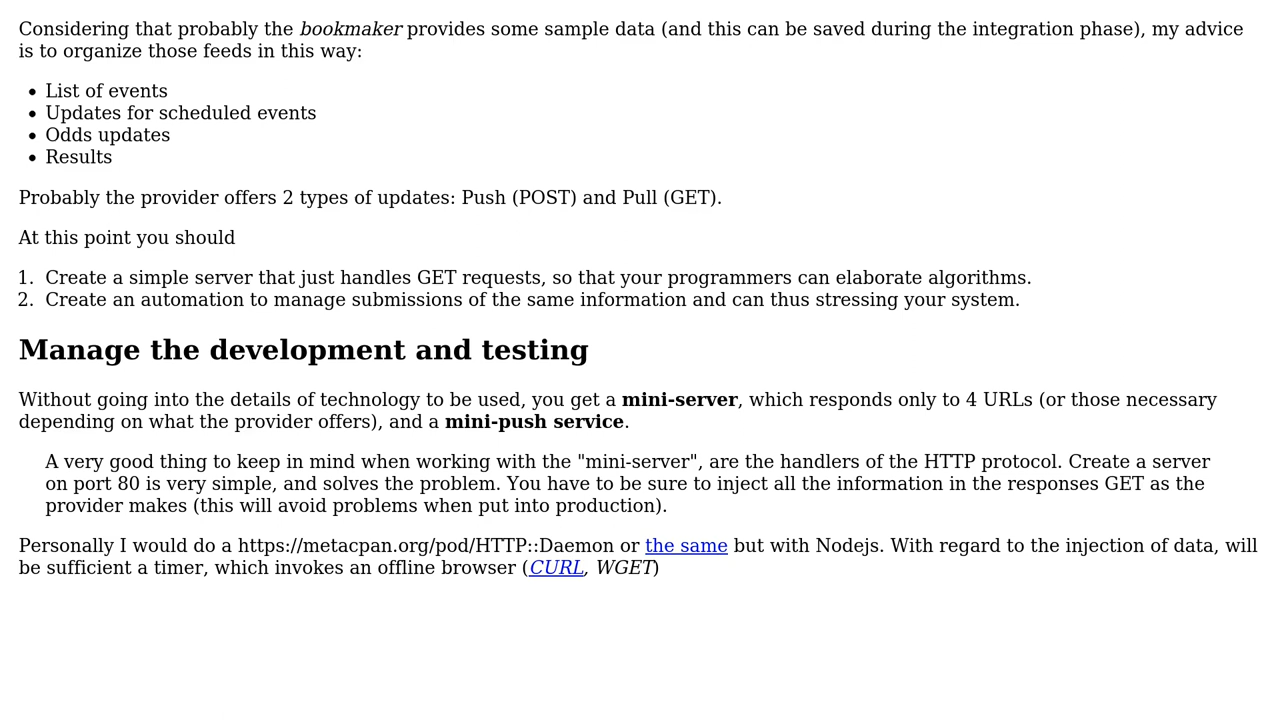 Considering that probably the bookmaker provides some sample data (and this can be saved during the integration phase), my advice
is to organize those feeds in this way:
• List of events
• Updates for scheduled events
• Odds updates
• Results
Probably the provider offers 2 types of updates: Push (POST) and Pull (GET).
At this point you should
1. Create a simple server that just handles GET requests, so that your programmers can elaborate algorithms.
2. Create an automation to manage submissions of the same information and can thus stressing your system.
Manage the development and testing
Without going into the details of technology to be used, you get a mini-server, which responds only to 4 URLs (or those necessary
depending on what the provider offers), and a mini-push service.
A very good thing to keep in mind when working with the "mini-server", are the handlers of the HTTP protocol. Create a server
on port 80 is very simple, and solves the problem. You have to be sure to inject all the information in the responses GET as the
provider makes (this will avoid problems when put into production).
Personally I would do a https://metacpan.org/pod/HTTP::Daemon or the same but with Nodejs. With regard to the injection of data, will
be sufficient a timer, which invokes an offline browser (CURL, WGET)